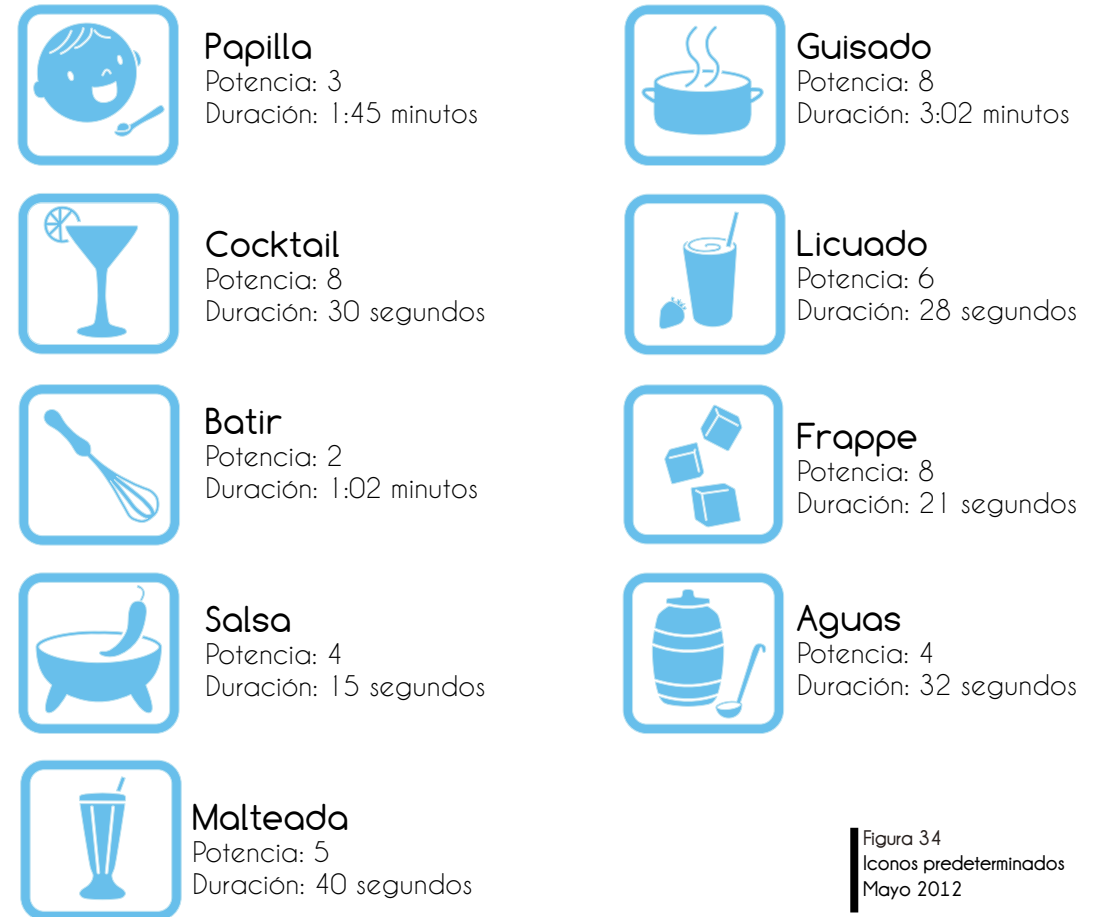 Papilla
Potencia: 3
Duración: 1:45 minutos
Guisado
Potencia: 8
Duración: 3:02 minutos
Cocktail
Potencia: 8
Duración: 30 segundos
Licuado
Potencia: 6
Duración: 28 segundos
Batir
Potencia: 2
Duración: 1:02 minutos
Frappe
Potencia: 8
Duración: 21 segundos
Salsa
Potencia: 4
Duración: 15 segundos
Aguas
Potencia: 4
Duración: 32 segundos
Malteada
Potencia: 5
Duración: 40 segundos
Figura 34
Iconos predeterminados
Mayo 2012